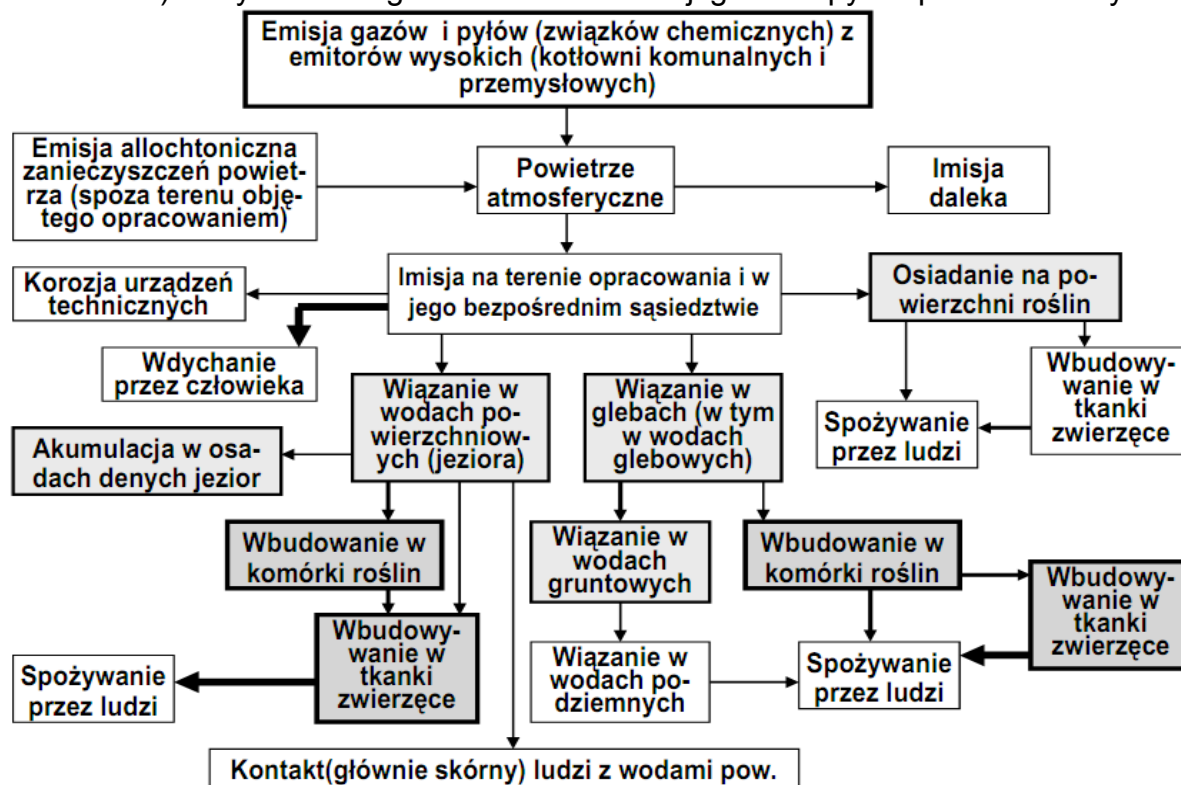 Emisja gazów i pyłów (związków chemicznych) z
emitorów wysokich (kotłowni komunalnych i
przemysłowych)
Emisja allochtoniczna
zanieczyszczeń powiet-
rza (spoza terenu obję-
tego opracowaniem)
Powietrze
atmosferyczne
Imisja
daleka
Korozja urządzeń
technicznych
Imisja na terenie opracowania i w
jego bezpośrednim sąsiedztwie
Osiadanie na po-
wierzchni roślin
Wdychanie
przez człowieka
Wiązanie w
wodach po-
wierzchniow-
ych (jeziora)
Wiązanie w
glebach (w tym
w wodach
glebowych)
Spożywanie
przez ludzi
Wbudowy-
wanie w
tkanki
zwierzęce
Akumulacja w osa-
dach denych jezior
Wbudowanie w
komórki roślin
Wiązanie w
wodach
gruntowych
Wbudowanie w
komórki roślin
Wbudowy-
wanie w
tkanki
zwierzęce
Spożywanie
przez ludzi
Wbudowy-
wanie w
tkanki
zwierzęce
Wiązanie w
wodach po-
dziemnych
Spożywanie
przez ludzi
Kontakt(głównie skórny) ludzi z wodami pow.